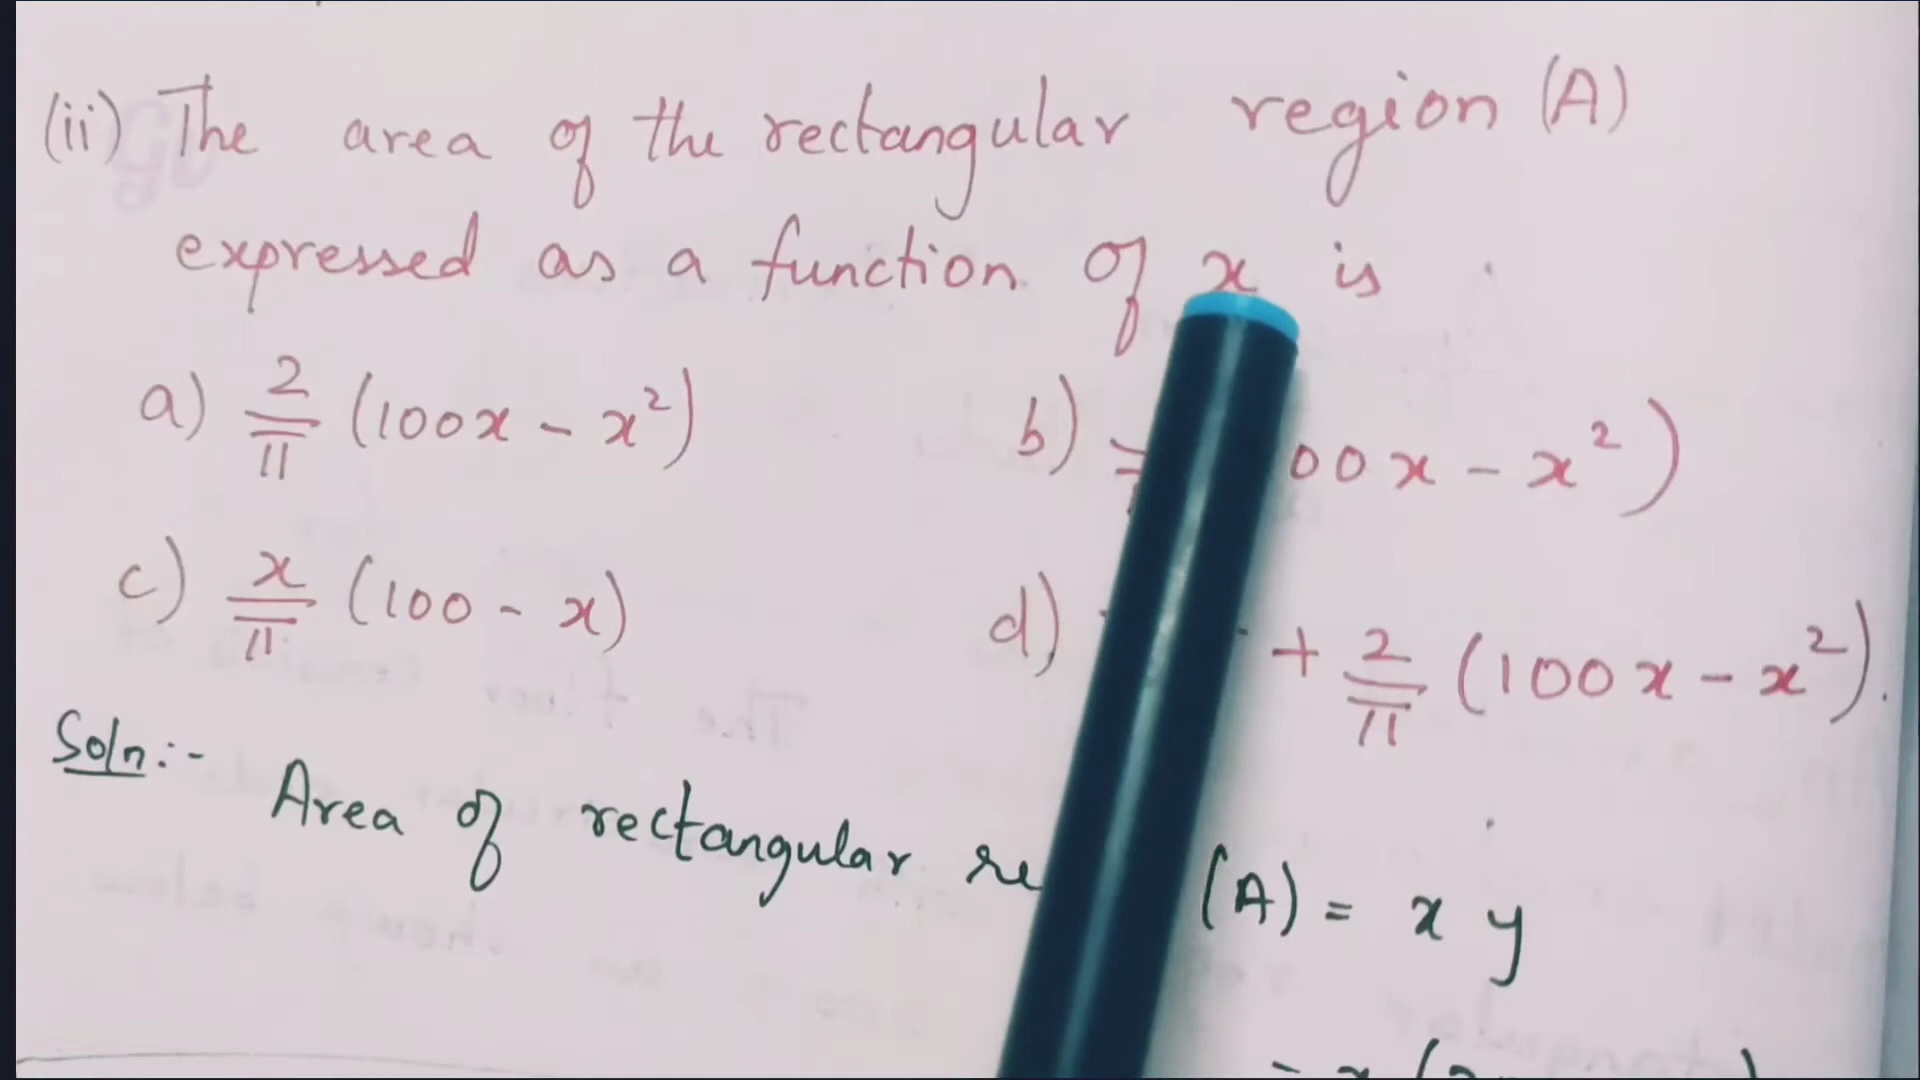 (ii) The area of the rectangular region (A)
expressed as a function of x is
a) 2/π (100x - x²) b) 00x - x²)
c) x/π (100 - x) d) + 2/π (100x - x²).
Soln:- Area of rectangular re (A) = x y